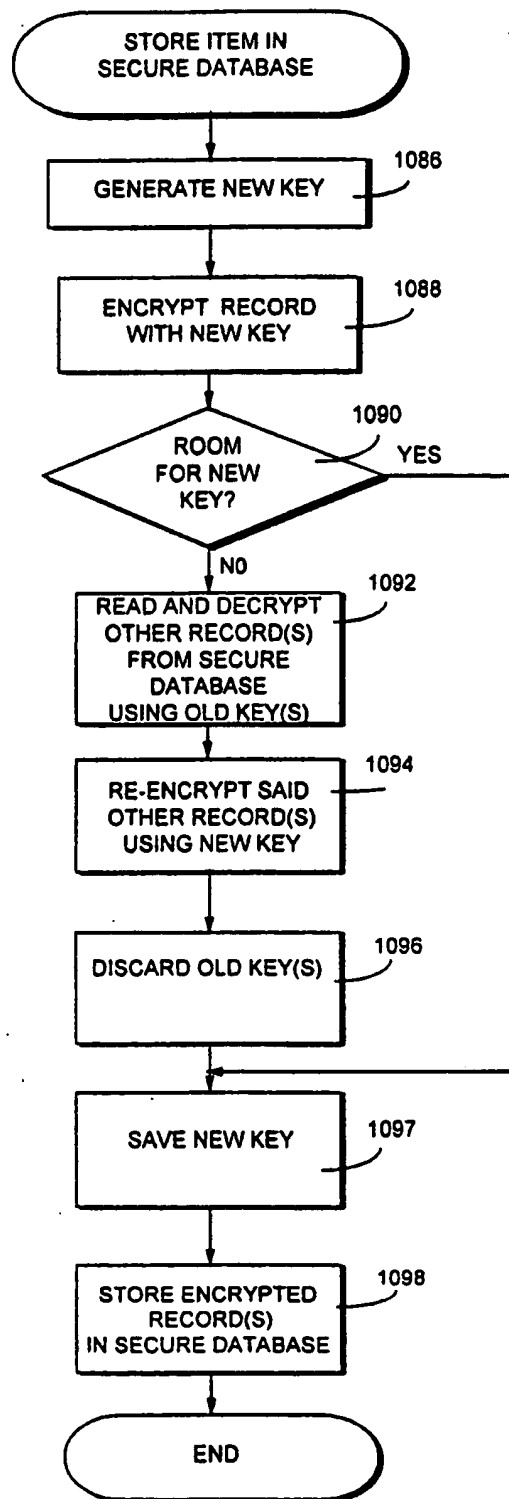 STORE ITEM IN
SECURE DATABASE
1086
GENERATE NEW KEY
1088
ENCRYPT RECORD
WITH NEW KEY
1090
ROOM
FOR NEW
KEY?
YES
NO
1092
READ AND DECRYPT
OTHER RECORD(S)
FROM SECURE
DATABASE
USING OLD KEY(S)
1094
RE-ENCRYPT SAID
OTHER RECORD(S)
USING NEW KEY
1096
DISCARD OLD KEY(S)
1097
SAVE NEW KEY
1098
STORE ENCRYPTED
RECORD(S)
IN SECURE DATABASE
END